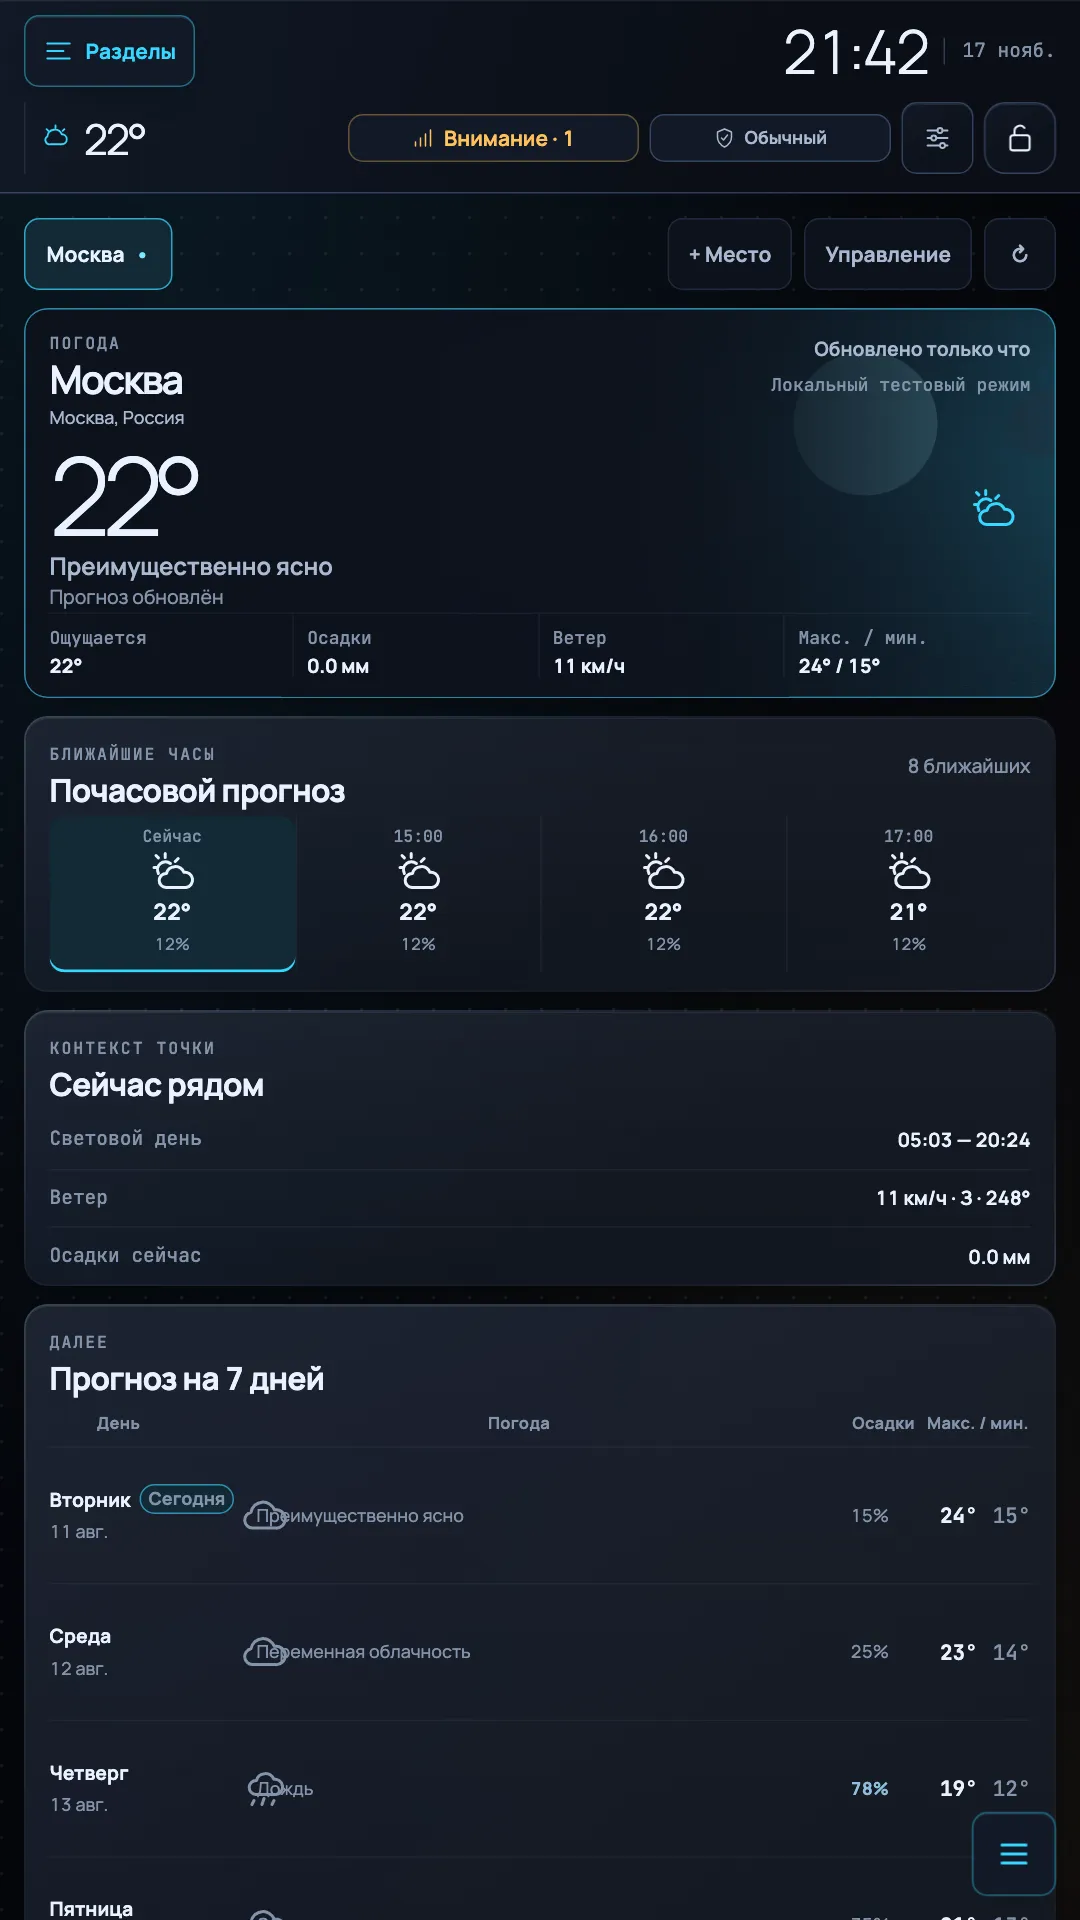 Разделы
21:42
17 нояб.
22°
Внимание · 1
Обычный
Москва •
+ Место
Управление
ПОГОДА
Москва
Москва, Россия
Обновлено только что
Локальный тестовый режим
22°
Преимущественно ясно
Прогноз обновлён
Ощущается
22°
Осадки
0.0 мм
Ветер
11 км/ч
Макс. / мин.
24° / 15°
БЛИЖАЙШИЕ ЧАСЫ
Почасовой прогноз
8 ближайших
Сейчас
22°
12%
15:00
22°
12%
16:00
22°
12%
17:00
21°
12%
КОНТЕКСТ ТОЧКИ
Сейчас рядом
Световой день
05:03 — 20:24
Ветер
11 км/ч · З · 248°
Осадки сейчас
0.0 мм
ДАЛЕЕ
Прогноз на 7 дней
День
Погода
Осадки
Макс. / мин.
Вторник
Сегодня
11 авг.
Преимущественно ясно
15%
24° 15°
Среда
12 авг.
Переменная облачность
25%
23° 14°
Четверг
13 авг.
Дождь
78%
19° 12°
Пятница